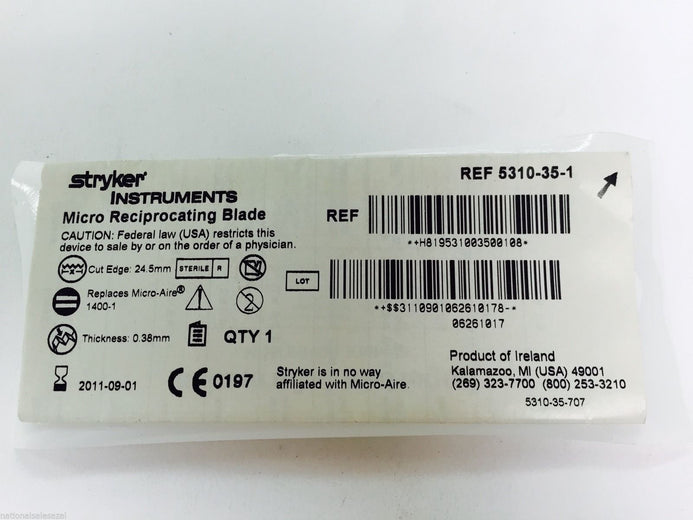 stryker®
INSTRUMENTS
Micro Reciprocating Blade
CAUTION: Federal law (USA) restricts this
device to sale by or on the order of a physician.
Cut Edge: 24.5mm STERILE R
Replaces Micro-Aire®
1400-1
2
Thickness: 0.38mm QTY 1
2011-09-01 CE 0197
Stryker is in no way
affiliated with Micro-Aire.
REF 5310-35-1
REF
*+H819531003500108*
LOT
*+$$3110901062610178-*
06261017
Product of Ireland
Kalamazoo, MI (USA) 49001
(269) 323-7700 (800) 253-3210
5310-35-707
nationalsalesazal